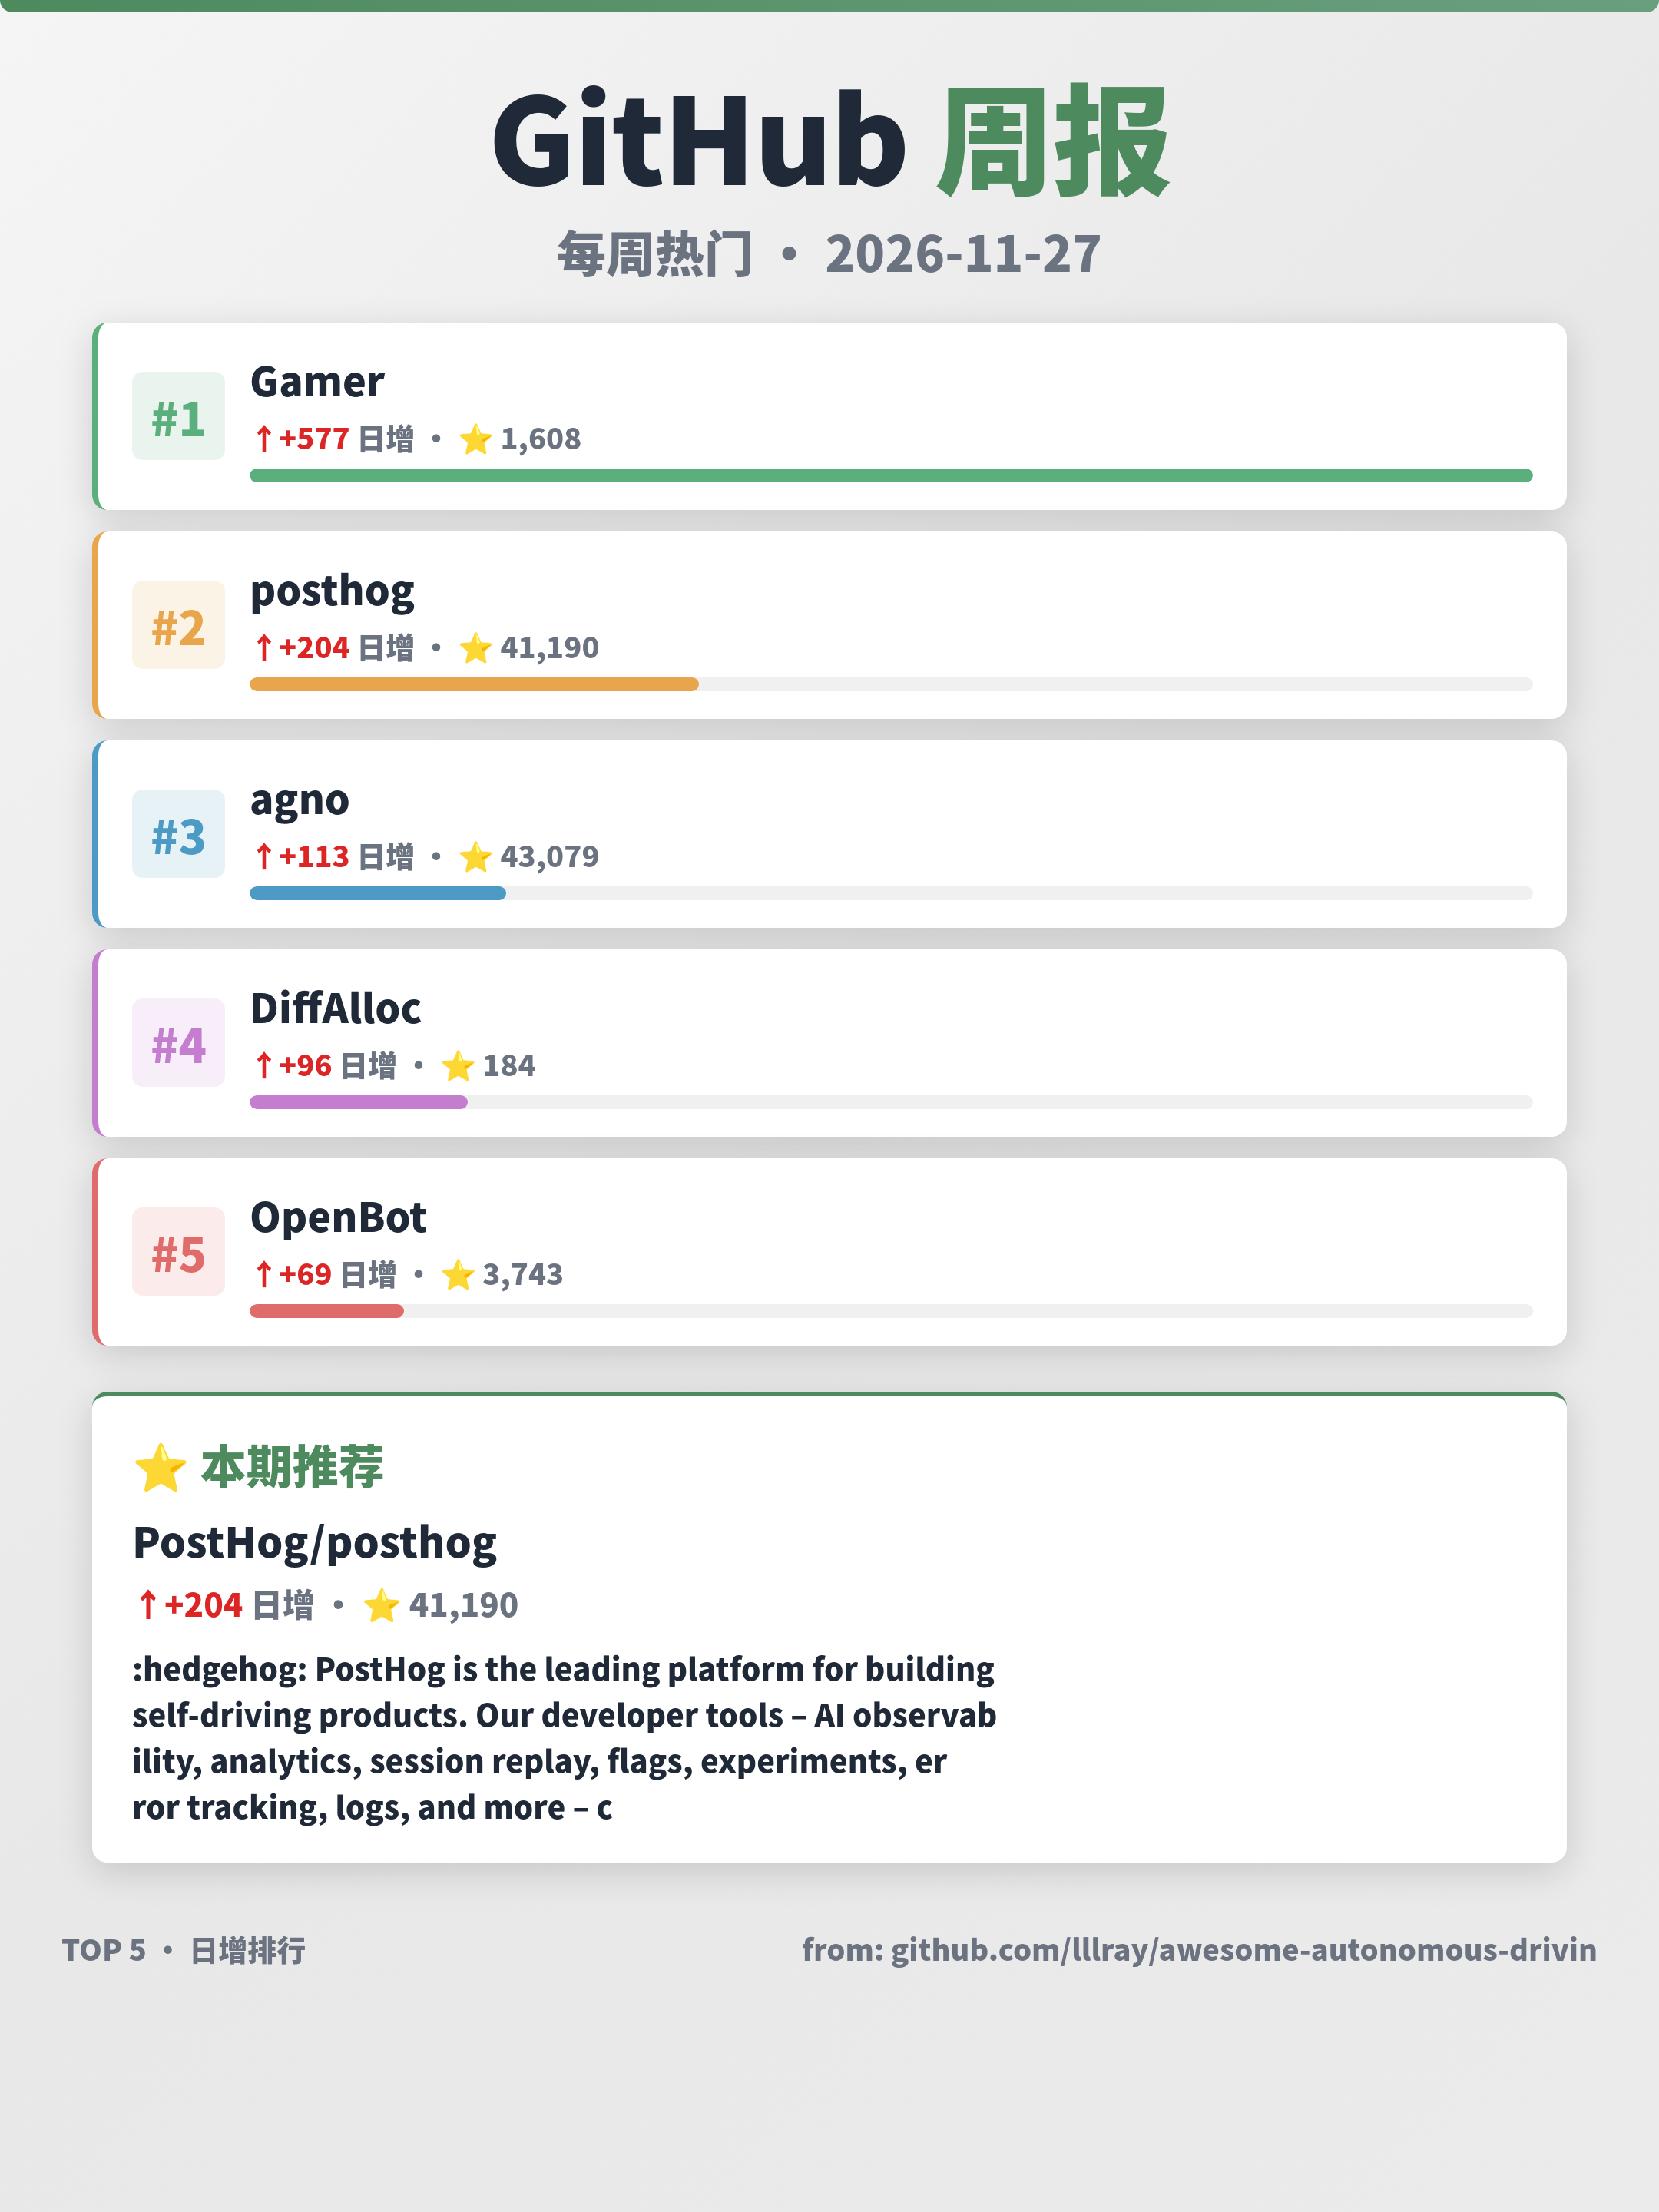 GitHub 周报
每周热门 • 2026-11-27
#1
Gamer
↑+577 日增 • ⭐ 1,608
#2
posthog
↑+204 日增 • ⭐ 41,190
#3
agno
↑+113 日增 • ⭐ 43,079
#4
DiffAlloc
↑+96 日增 • ⭐ 184
#5
OpenBot
↑+69 日增 • ⭐ 3,743
⭐ 本期推荐
PostHog/posthog
↑+204 日增 • ⭐ 41,190
:hedgehog: PostHog is the leading platform for building
self-driving products. Our developer tools – AI observab
ility, analytics, session replay, flags, experiments, er
ror tracking, logs, and more – c
TOP 5 • 日增排行
from: github.com/lllray/awesome-autonomous-drivin